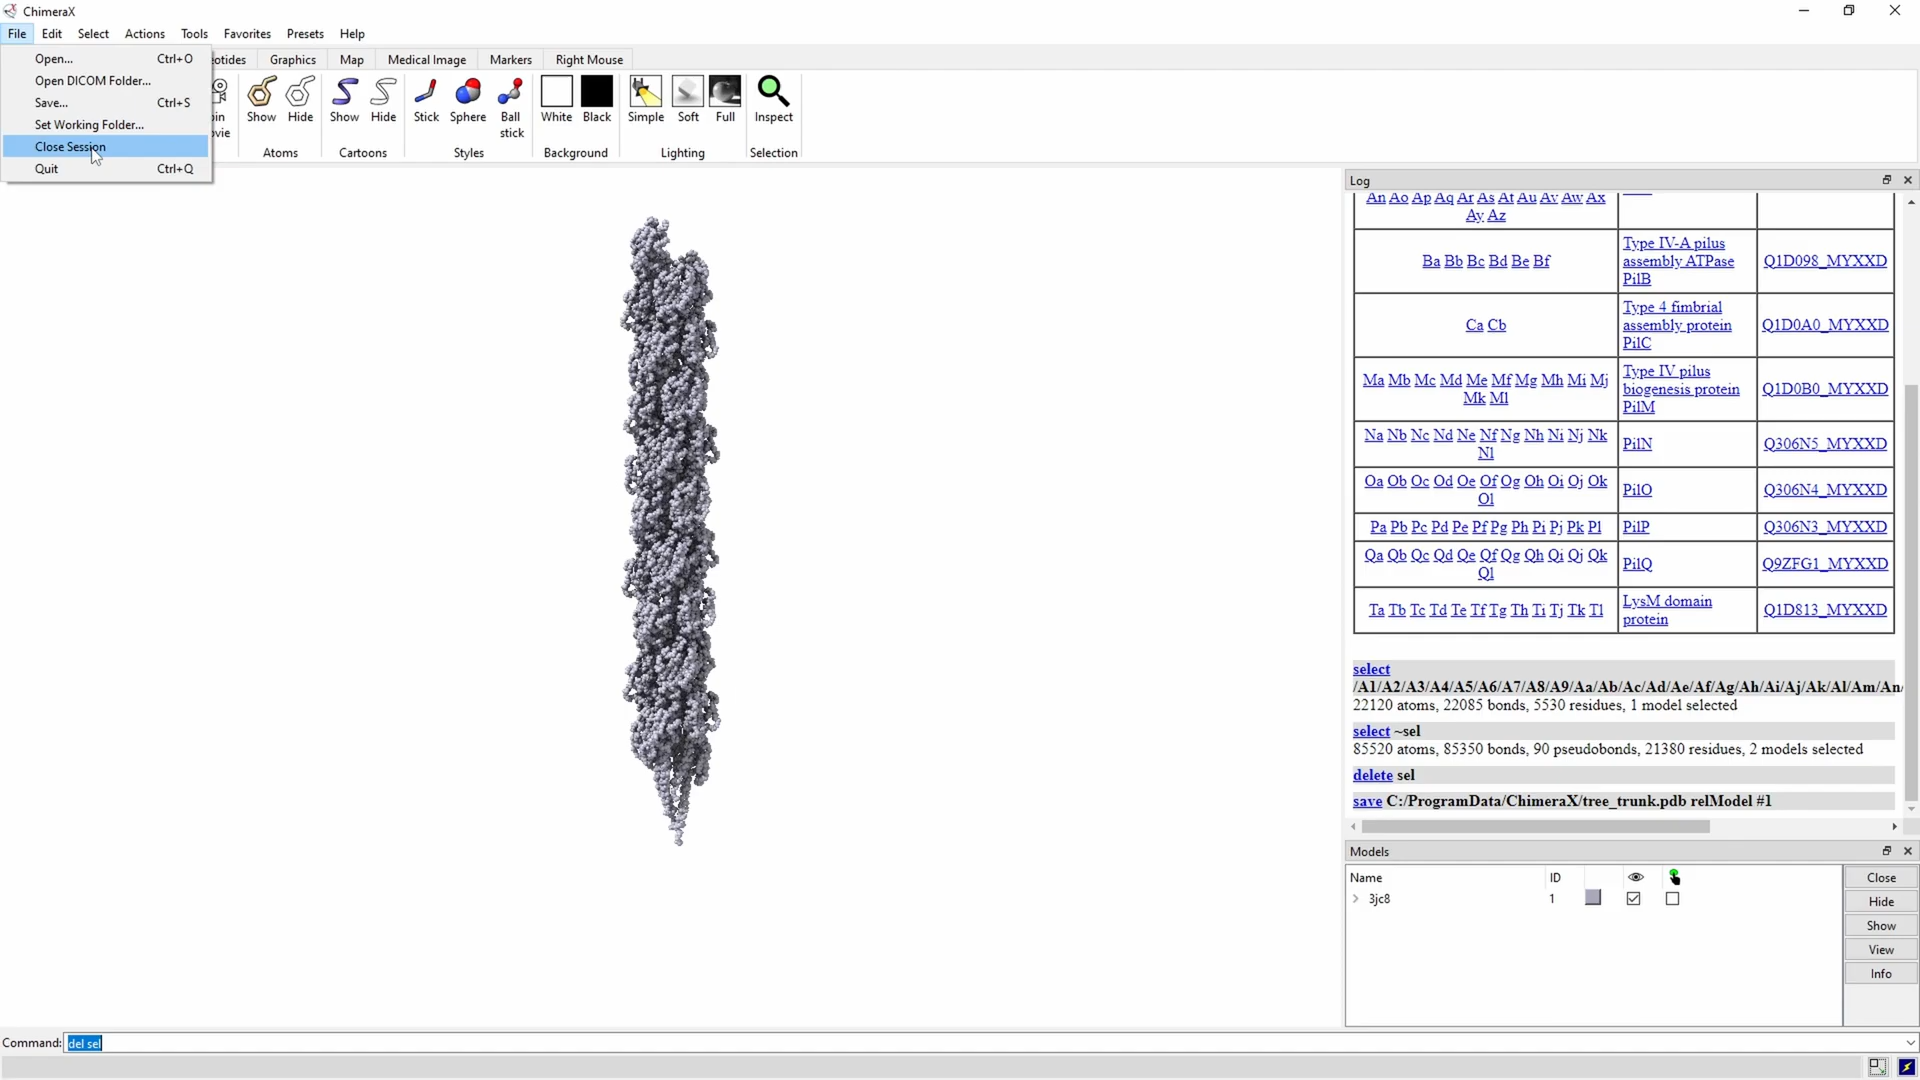 ChimeraX
File Edit Select Actions Tools Favorites Presets Help
Open... Ctrl+O
Open DICOM Folder...
Save... Ctrl+S
Set Working Folder...
Close Session
Quit Ctrl+Q
Graphics Map Medical Image Markers Right Mouse
Show Hide Show Hide Stick Sphere Ball stick White Black Simple Soft Full Inspect
Atoms Cartoons Styles Background Lighting Selection
Log
An Ao Ap Aq Ar As At Au Av Aw Ax
Ay Az
Ba Bb Bc Bd Be Bf
Type IV-A pilus
assembly ATPase
PilB
Q1D098_MYXXD
Ca Cb
Type 4 fimbrial
assembly protein
PilC
Q1D0A0_MYXXD
Ma Mb Mc Md Me Mf Mg Mh Mi Mj
Mk Ml
Type IV pilus
biogenesis protein
PilM
Q1D0B0_MYXXD
Na Nb Nc Nd Ne Nf Ng Nh Ni Nj Nk
Nl
PilN
Q306N5_MYXXD
Oa Ob Oc Od Oe Of Og Oh Oi Oj Ok
Ol
PilO
Q306N4_MYXXD
Pa Pb Pc Pd Pe Pf Pg Ph Pi Pj Pk Pl
PilP
Q306N3_MYXXD
Qa Qb Qc Qd Qe Qf Qg Qh Qi Qj Qk
Ql
PilQ
Q9ZFG1_MYXXD
Ta Tb Tc Td Te Tf Tg Th Ti Tj Tk Tl
LysM domain
protein
Q1D813_MYXXD
select
/A1/A2/A3/A4/A5/A6/A7/A8/A9/Aa/Ab/Ac/Ad/Ae/Af/Ag/Ah/Ai/Aj/Ak/Al/Am/An/
22120 atoms, 22085 bonds, 5530 residues, 1 model selected
select ~sel
85520 atoms, 85350 bonds, 90 pseudobonds, 21380 residues, 2 models selected
delete sel
save C:/ProgramData/ChimeraX/tree_trunk.pdb relModel #1
Models
Name ID
3jc8 1
Close
Hide
Show
View
Info
Command: del sel